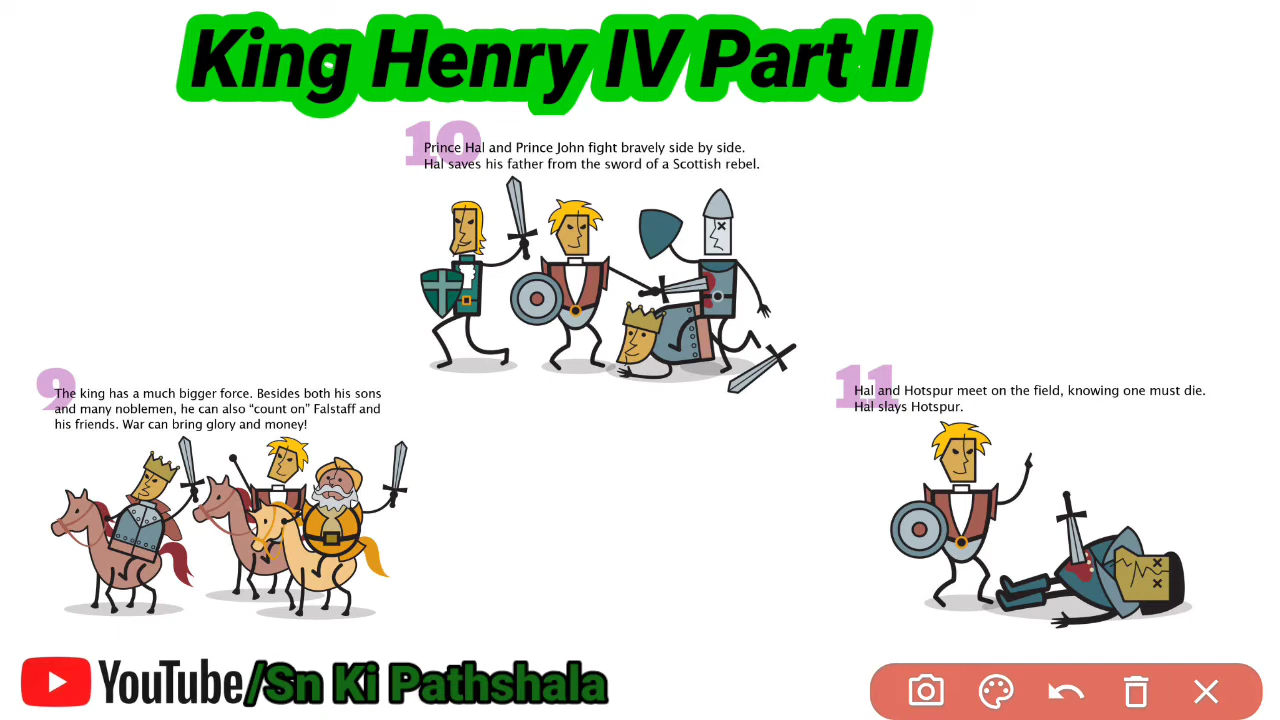 King Henry IV Part II
10
Prince Hal and Prince John fight bravely side by side.
Hal saves his father from the sword of a Scottish rebel.
9
The king has a much bigger force. Besides both his sons
and many noblemen, he can also “count on” Falstaff and
his friends. War can bring glory and money!
11
Hal and Hotspur meet on the field, knowing one must die.
Hal slays Hotspur.
YouTube/Sn Ki Pathshala